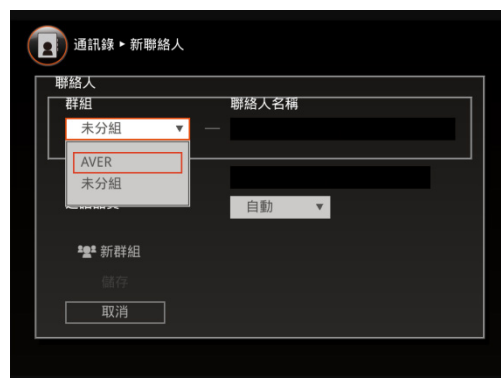 通訊錄 ▸ 新聯絡人
聯絡人
群組 聯絡人名稱
未分組 ▼ —
AVER
未分組
自動 ▼
新群組
儲存
取消